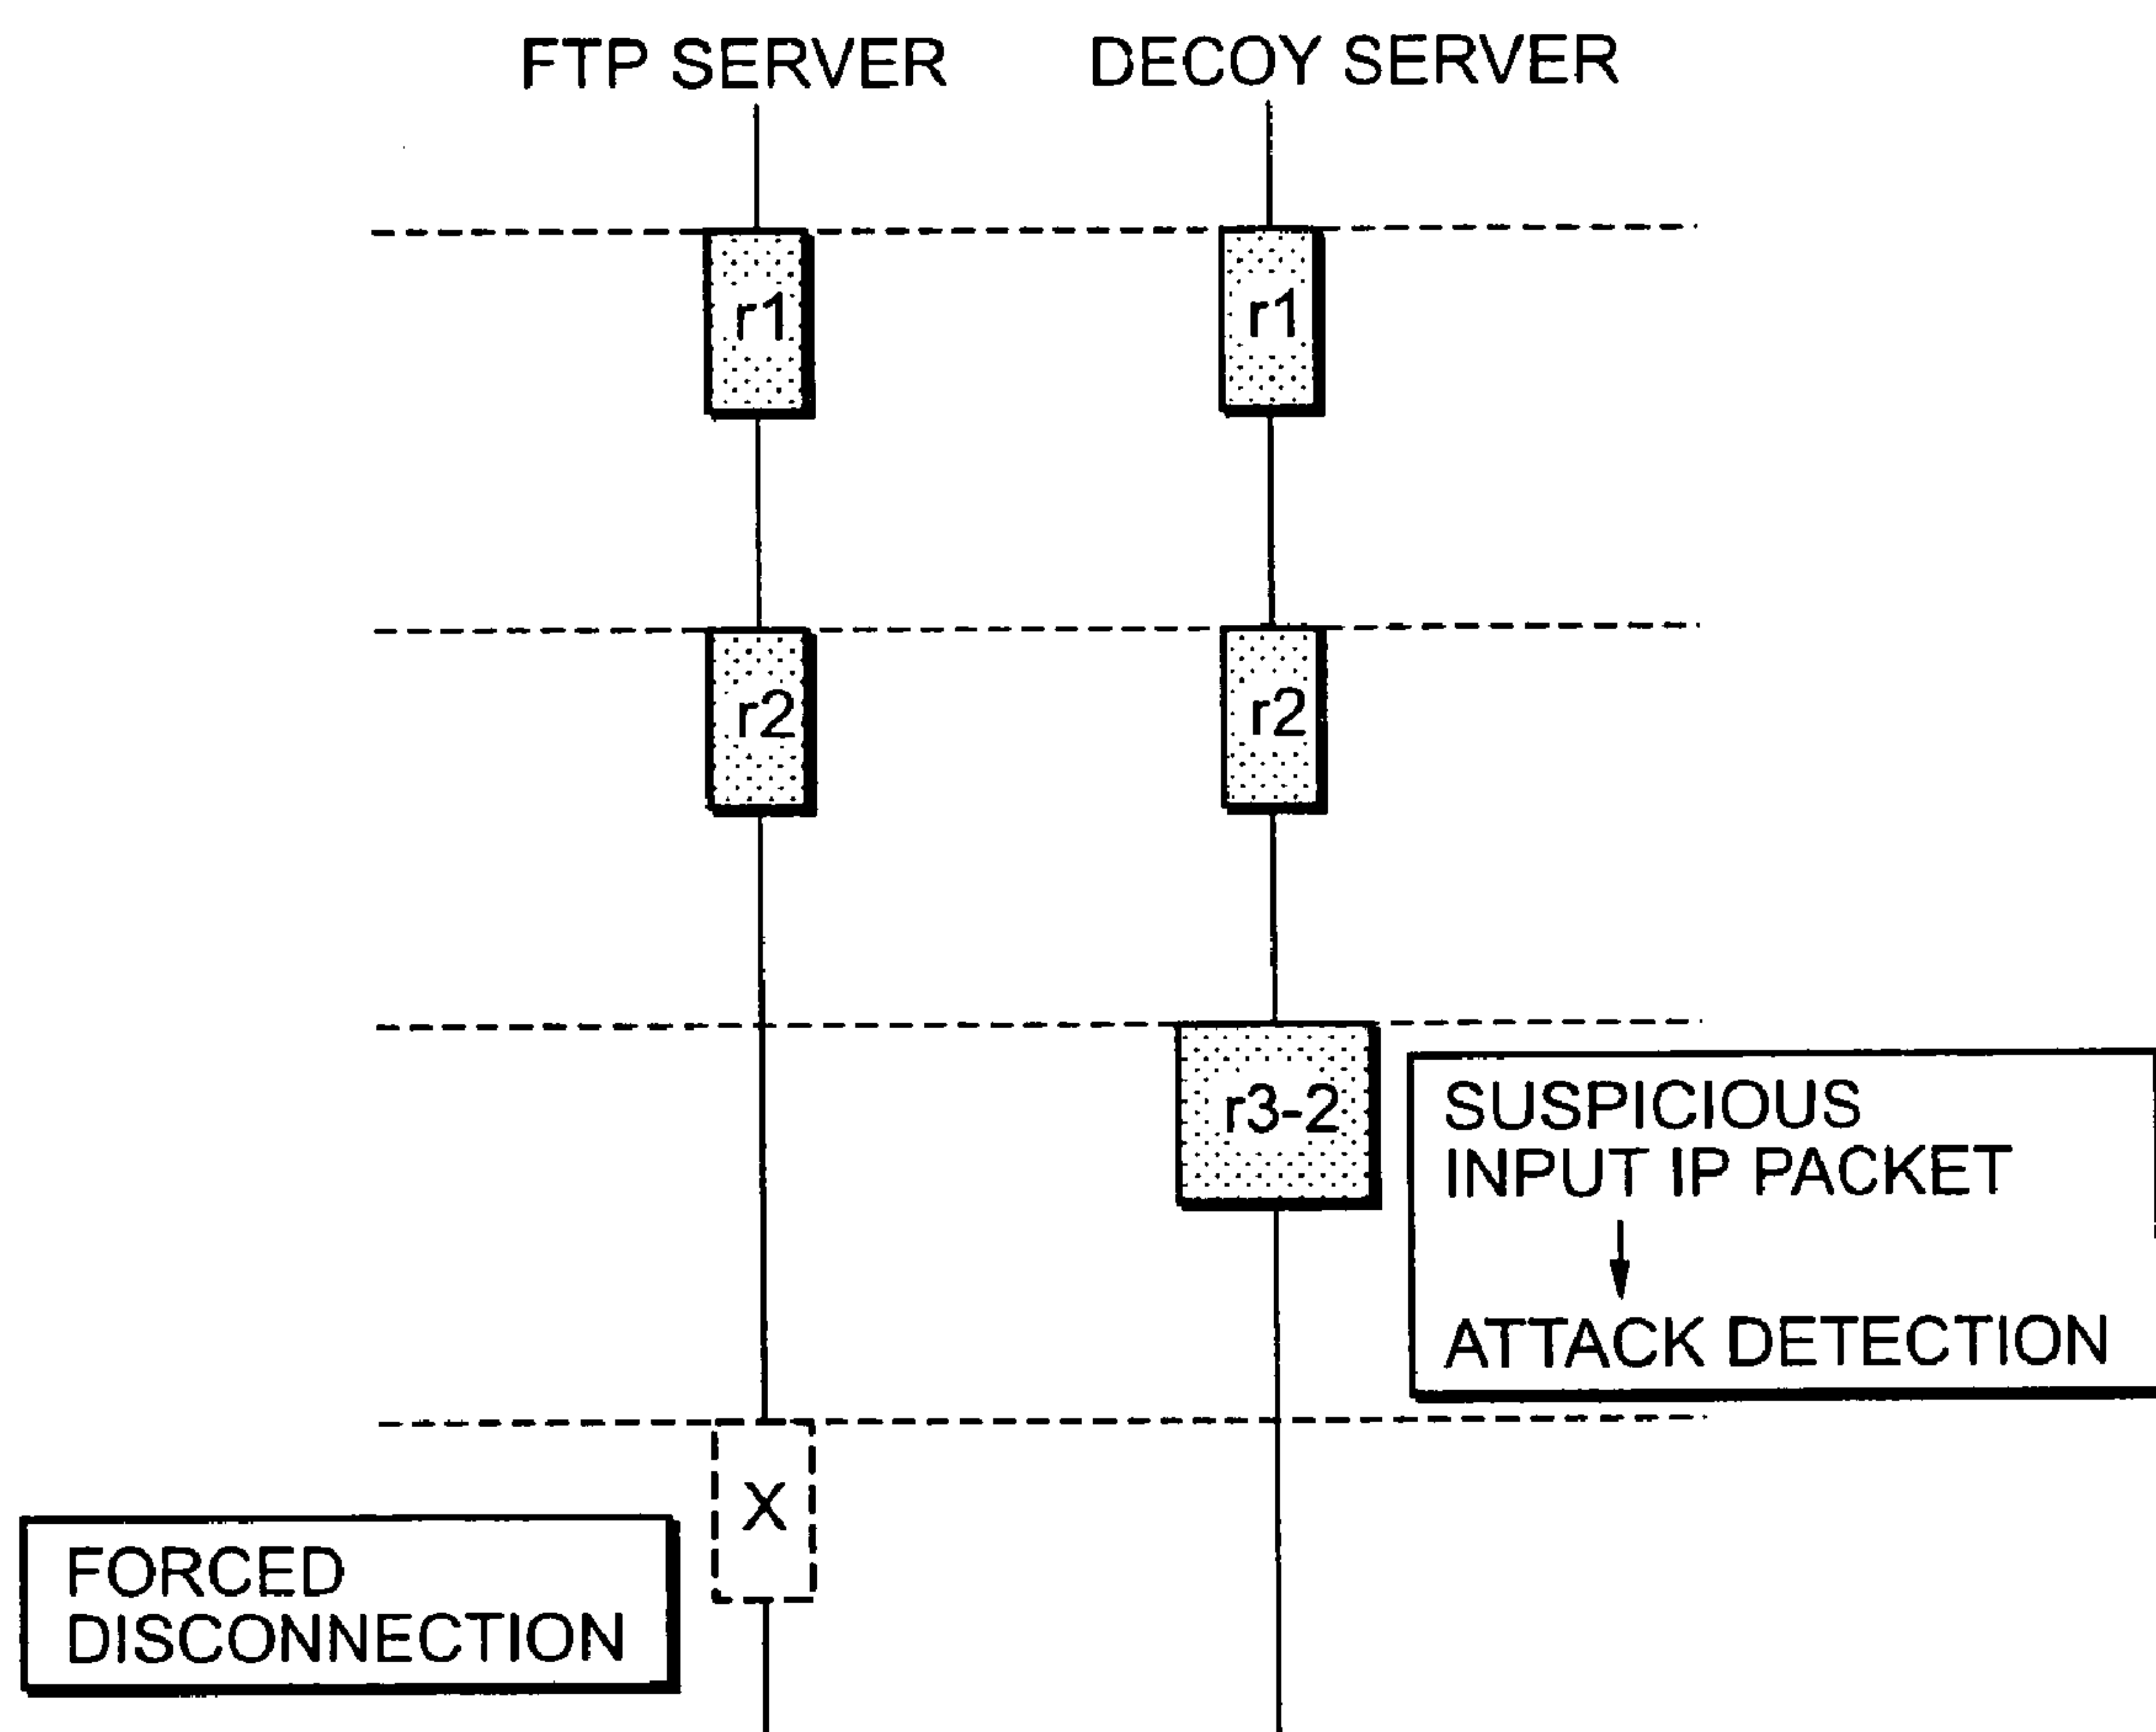 FTP SERVER
DECOY SERVER
r1
r1
r2
r2
r3-2
SUSPICIOUS
INPUT IP PACKET
ATTACK DETECTION
X
FORCED
DISCONNECTION